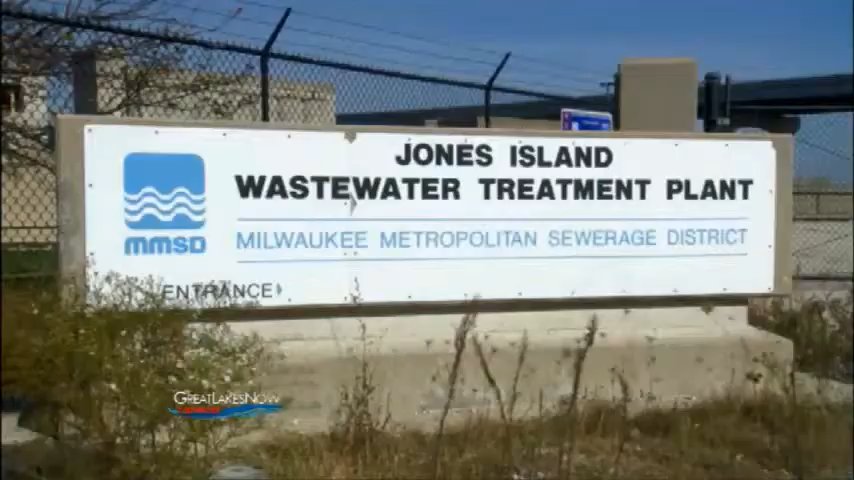 JONES ISLAND
WASTEWATER TREATMENT PLANT
MMSD
MILWAUKEE METROPOLITAN SEWERAGE DISTRICT
ENTRANCE
GREATLAKESNOW